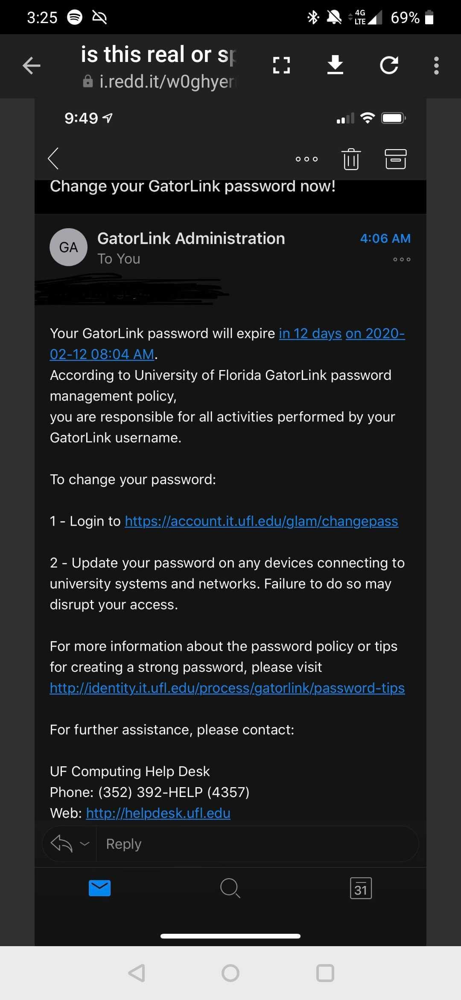 3:25
4G
LTE
69%
is this real or sp
i.redd.it/w0ghyer
9:49
Change your GatorLink password now!
GA
GatorLink Administration
4:06 AM
To You
Your GatorLink password will expire in 12 days on 2020-
02-12 08:04 AM.
According to University of Florida GatorLink password
management policy,
you are responsible for all activities performed by your
GatorLink username.
To change your password:
1 - Login to https://account.it.ufl.edu/glam/changepass
2 - Update your password on any devices connecting to
university systems and networks. Failure to do so may
disrupt your access.
For more information about the password policy or tips
for creating a strong password, please visit
http://identity.it.ufl.edu/process/gatorlink/password-tips
For further assistance, please contact:
UF Computing Help Desk
Phone: (352) 392-HELP (4357)
Web: http://helpdesk.ufl.edu
Reply
31